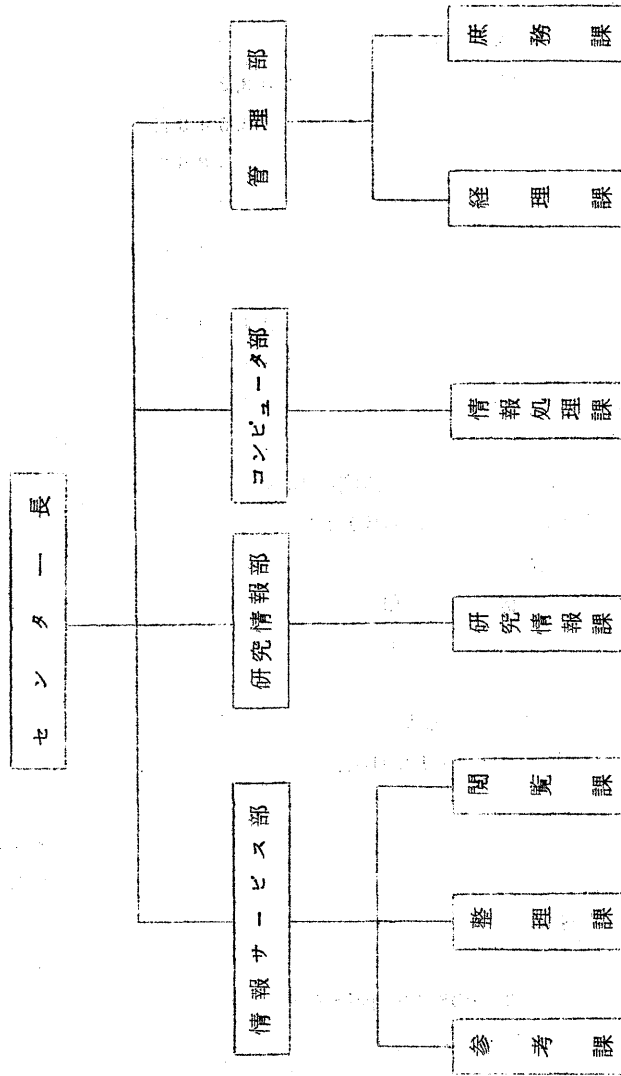 センター長
情報サービス部
研究情報部
コンピュータ部
管理部
参考課
整理課
閲覧課
研究情報課
情報処理課
経理課
庶務課